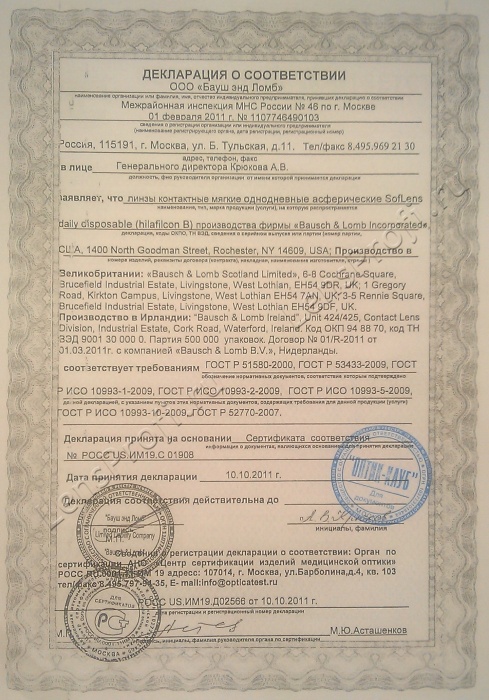 ДЕКЛАРАЦИЯ О СООТВЕТСТВИИ
ООО «Бауш энд Ломб»
наименование организации или фамилия, имя, отчество индивидуального предпринимателя, принявших декларацию о соответствии
Межрайонная инспекция МНС России № 46 по г. Москве
01 февраля 2011 г. № 1107746490103
сведения о регистрации организации или индивидуального предпринимателя
(наименование регистрирующего органа, дата регистрации, регистрационный номер)
Россия, 115191, г. Москва, ул. Б. Тульская, д.11. Тел/факс 8.495.969 21 30
адрес, телефон, факс
в лице Генерального директора Крюкова А.В.
должность, фио руководителя организации от имени которой принимается декларация
заявляет, что линзы контактные мягкие однодневные асферические SofLens
наименование, тип, марка продукции (услуги), на которую распространяется
daily disposable (hilafilcon B) производства фирмы «Bausch & Lomb Incorporated»
декларация, коды ОКПО, ТН ВЭД, сведения о серийном выпуске или партии (номер партии,
США, 1400 North Goodman Street, Rochester, NY 14609, USA; Производство в
номера изделий, реквизиты договора (контракта), накладная, наименование изготовителя, страны)
Великобритании: «Bausch & Lomb Scotland Limited», 6-8 Cochrane Square,
Brucefield Industrial Estate, Livingstone, West Lothian EH54 9DR, UK; 1 Gregory
Road, Kirkton Campus, Livingstone, West Lothian EH54 7AN, UK; 3-5 Rennie Square,
Brucefield Industrial Estate, Livingstone, West Lothian EH54 9DF, UK.
Производство в Ирландии: "Bausch & Lomb Ireland", Unit 424/425, Contact Lens
Division, Industrial Estate, Cork Road, Waterford, Ireland. Код ОКП 94 88 70, код ТН
ВЭД 9001 30 000 0. Партия 500 000 упаковок. Договор № 01/R-2011 от
01.03.2011г. с компанией «Bausch & Lomb B.V.», Нидерланды.
соответствует требованиям ГОСТ Р 51580-2000, ГОСТ Р 53433-2009, ГОСТ
обозначение нормативных документов, соответствие которым подтверждено
Р ИСО 10993-1-2009, ГОСТ Р ИСО 10993-2-2009, ГОСТ Р ИСО 10993-5-2009,
данной декларацией, с указанием пунктов этих нормативных документов, содержащих требования для данной продукции (услуги)
ГОСТ Р ИСО 10993-10-2009, ГОСТ Р 52770-2007.
Декларация принята на основании Сертификата соответствия
информация о документах, являющихся основанием для принятия декларации
№ РОСС US.ИМ19.С 01908
Дата принятия декларации 10.10.2011 г.
Декларация соответствия действительна до
"ОПТИК-КЛУБ"
Для документов
"Бауш энд Ломб"
Limited Liability Company
подпись
А.В. Крюков
инициалы, фамилия
Сведения о регистрации декларации о соответствии: Орган по
сертификации АНО «Центр сертификации изделий медицинской оптики»
РОСС RU.0001.11ИМ 19 адрес: 107014, г. Москва, ул.Барболина,д.4, кв. 103
тел/факс 8.495.797-91-35, E- mail:info@opticatest.ru
РОСС US.ИМ19.Д02566 от 10.10.2011 г.
дата регистрации и регистрационный номер декларации
ДЛЯ СЕРТИФИКАТОВ
МОСКВА
М.П.
М.Ю.Асташенков
подпись, инициалы, фамилия руководителя органа по сертификации